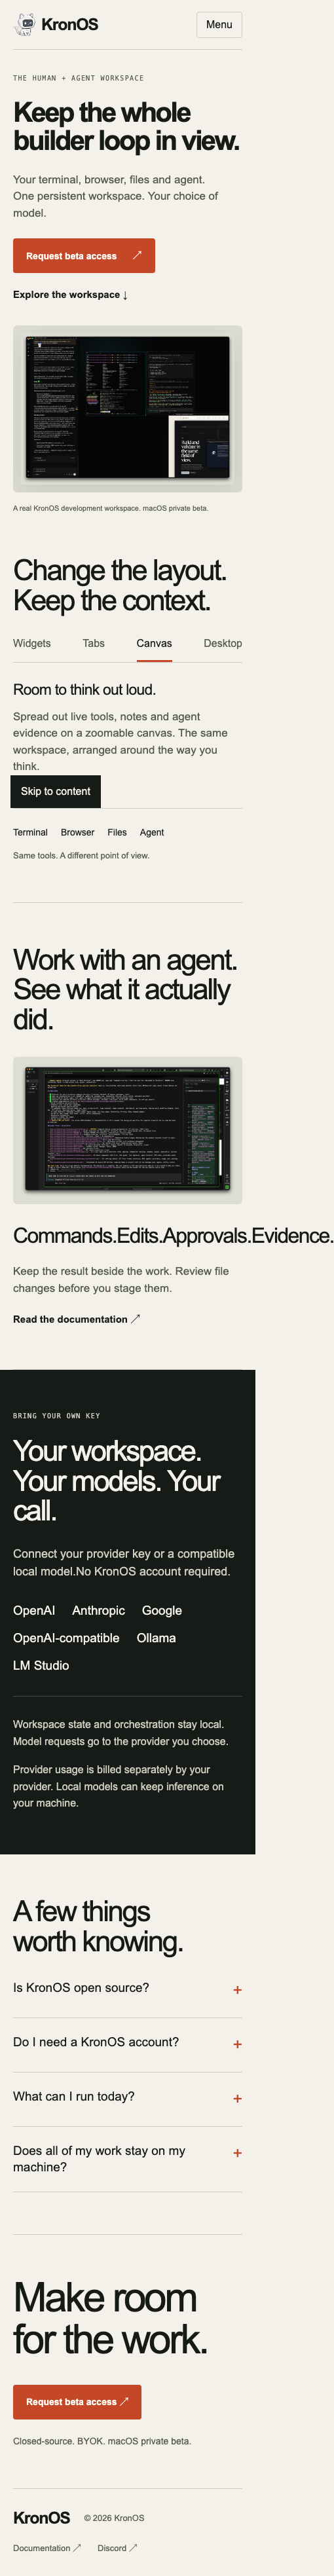 KronOS
Menu
THE HUMAN + AGENT WORKSPACE
Keep the whole
builder loop in view.
Your terminal, browser, files and agent.
One persistent workspace. Your choice of
model.
Request beta access ↗
Explore the workspace ↓
A real KronOS development workspace. macOS private beta.
Change the layout.
Keep the context.
Widgets Tabs Canvas Desktop
Room to think out loud.
Spread out live tools, notes and agent
evidence on a zoomable canvas. The same
workspace, arranged around the way you
think.
Skip to content
Terminal Browser Files Agent
Same tools. A different point of view.
Work with an agent.
See what it actually
did.
Commands.Edits.Approvals.Evidence.
Keep the result beside the work. Review file
changes before you stage them.
Read the documentation ↗
BRING YOUR OWN KEY
Your workspace.
Your models. Your
call.
Connect your provider key or a compatible
local model.No KronOS account required.
OpenAI Anthropic Google
OpenAI-compatible Ollama
LM Studio
Workspace state and orchestration stay local.
Model requests go to the provider you choose.
Provider usage is billed separately by your
provider. Local models can keep inference on
your machine.
A few things
worth knowing.
Is KronOS open source? +
Do I need a KronOS account? +
What can I run today? +
Does all of my work stay on my
machine? +
Make room
for the work.
Request beta access ↗
Closed-source. BYOK. macOS private beta.
KronOS © 2026 KronOS
Documentation ↗ Discord ↗